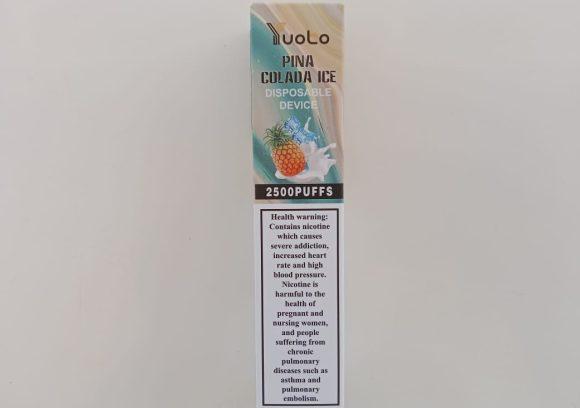 YuoLo
PINA
COLADA ICE
DISPOSABLE
DEVICE
2500PUFFS
Health warning:
Contains nicotine
which causes
severe addiction,
increased heart
rate and high
blood pressure.
Nicotine is
harmful to the
health of
pregnant and
nursing women,
and people
suffering from
chronic
pulmonary
diseases such as
asthma and
pulmonary
embolism.